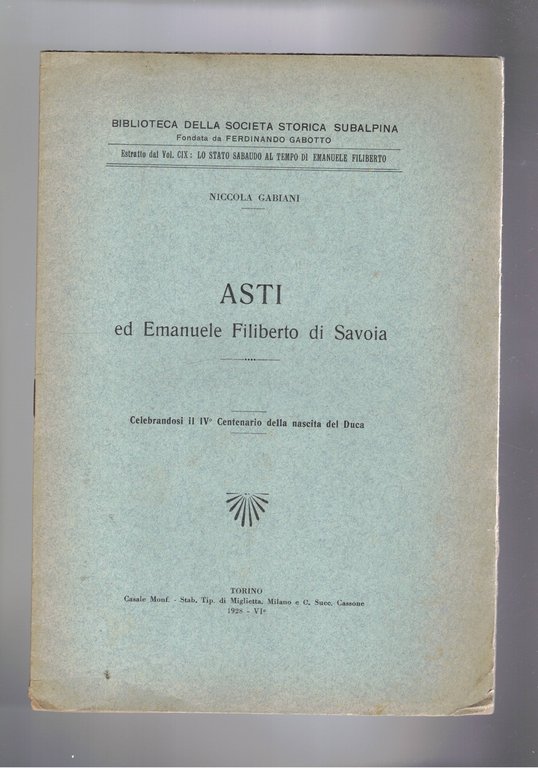 BIBLIOTECA DELLA SOCIETA STORICA SUBALPINA
Fondata da FERDINANDO GABOTTO
Estratto dal Vol. CIX: LO STATO SABAUDO AL TEMPO DI EMANUELE FILIBERTO
NICCOLA GABIANI
ASTI
ed Emanuele Filiberto di Savoia
Celebrandosi il IVº Centenario della nascita del Duca
TORINO
Casale Monf. - Stab. Tip. di Miglietta, Milano e C. Succ. Cassone
1928 - VIº